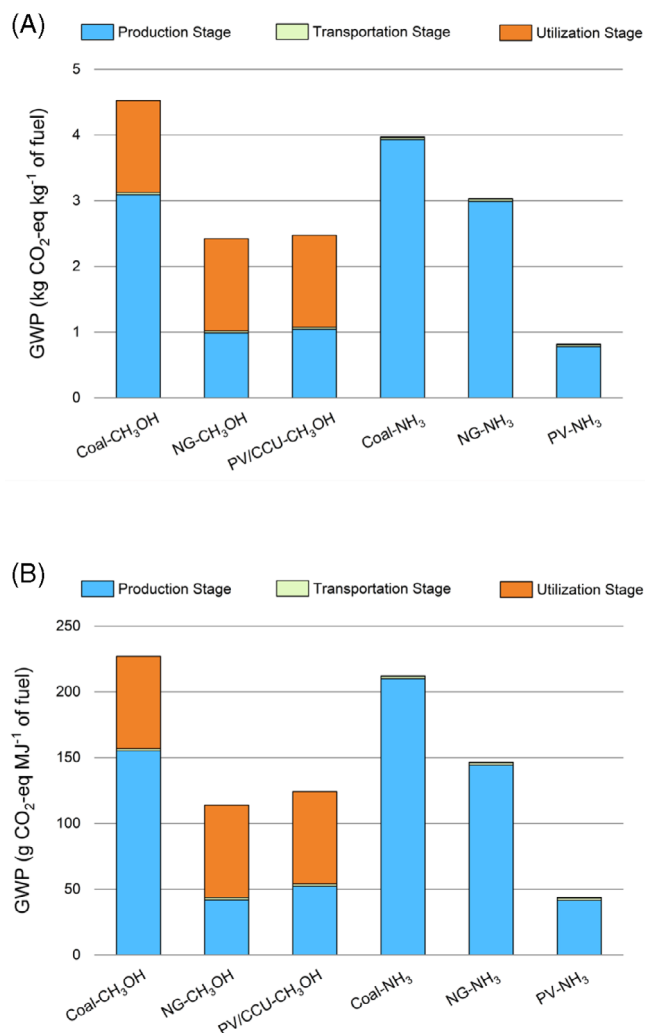 (A)
Production Stage Transportation Stage Utilization Stage
GWP (kg CO₂-eq kg⁻¹ of fuel)
5
4
3
2
1
0
Coal-CH₃OH NG-CH₃OH PV/CCU-CH₃OH Coal-NH₃ NG-NH₃ PV-NH₃
(B)
Production Stage Transportation Stage Utilization Stage
GWP (g CO₂-eq MJ⁻¹ of fuel)
250
200
150
100
50
0
Coal-CH₃OH NG-CH₃OH PV/CCU-CH₃OH Coal-NH₃ NG-NH₃ PV-NH₃